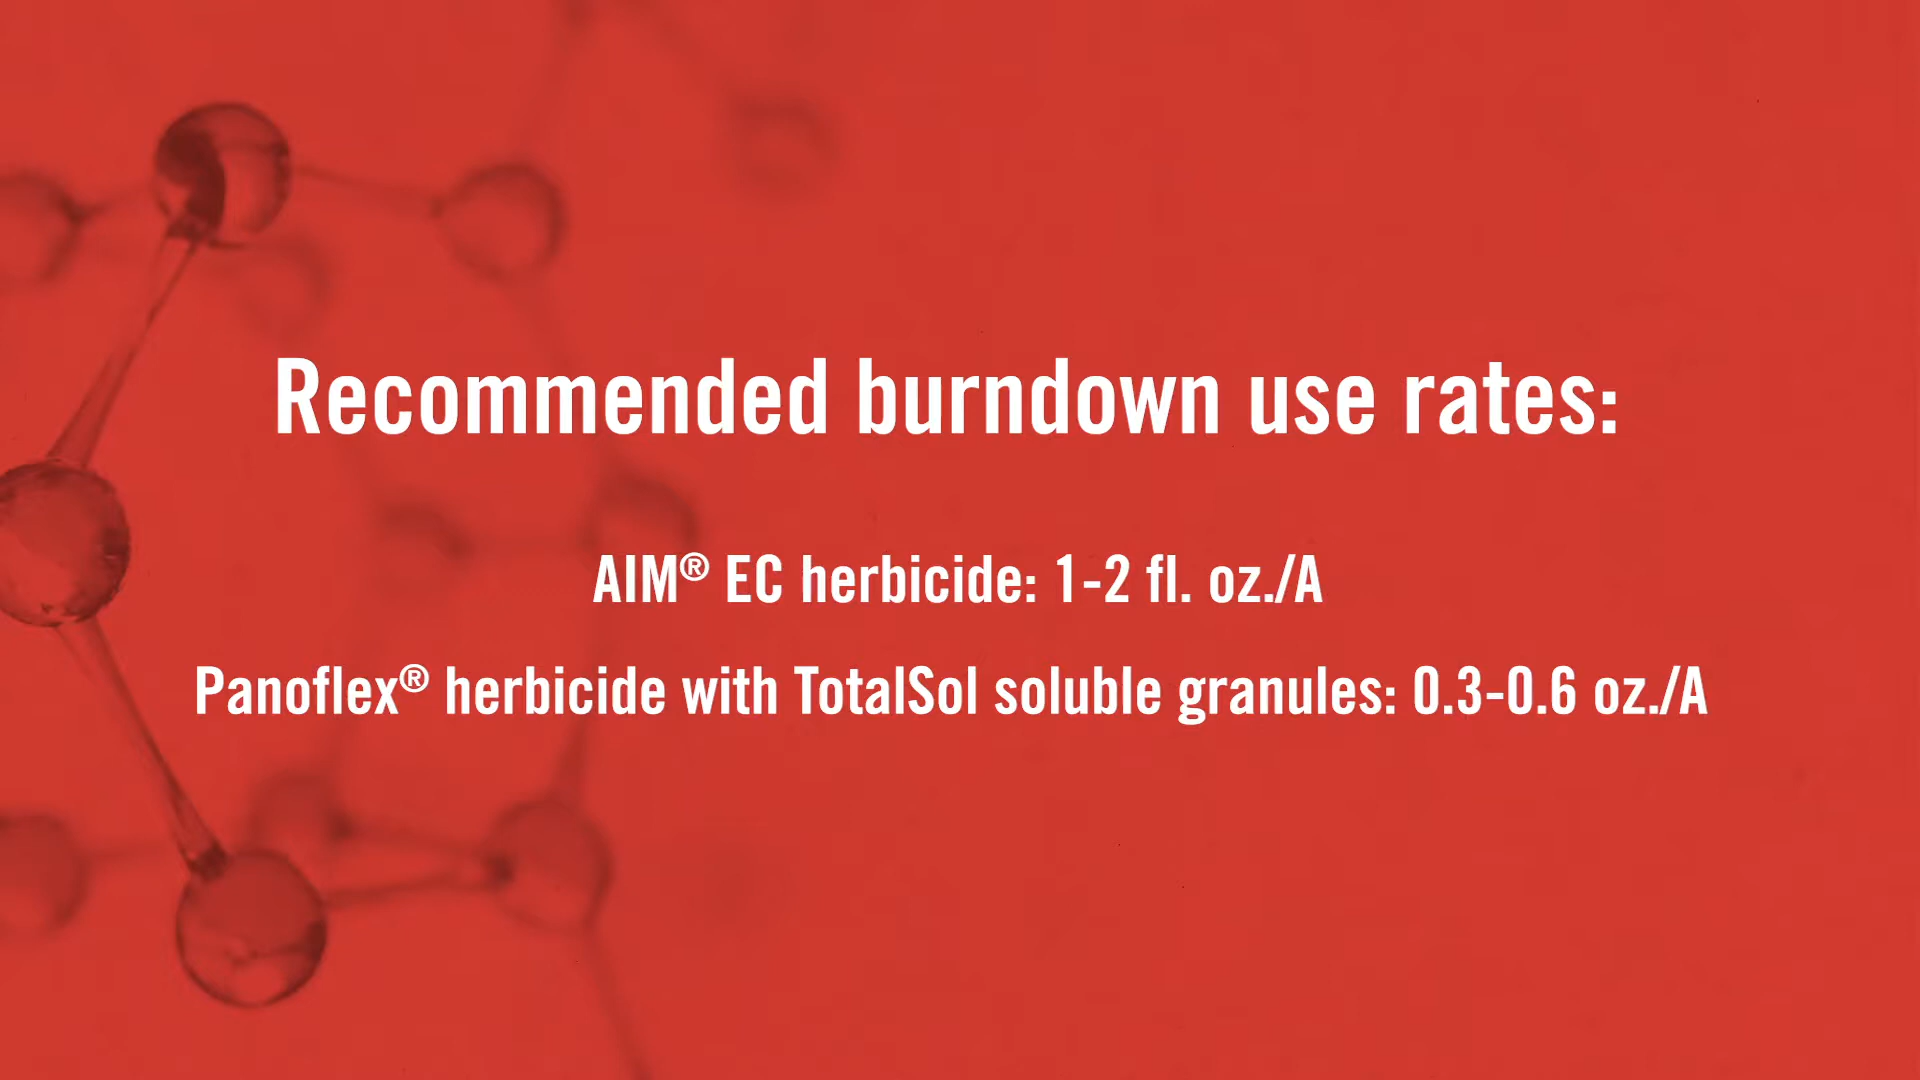 Recommended burndown use rates:
AIM® EC herbicide: 1-2 fl. oz./A
Panoflex® herbicide with TotalSol soluble granules: 0.3-0.6 oz./A